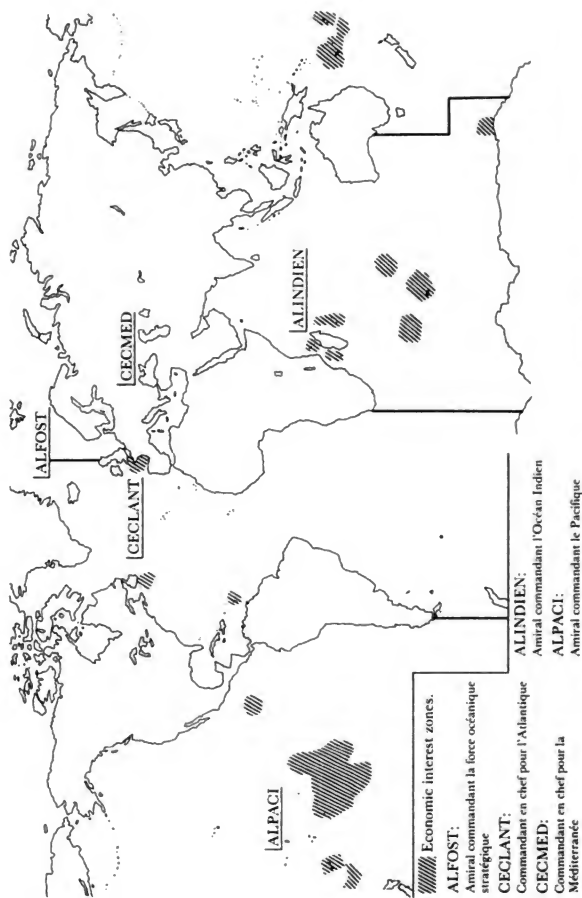 ALFOST
CECLANT
CECMED
ALINDIEN
ALPACI
Economic interest zones.
ALFOST:
Amiral commandant la force océanique
stratégique
CECLANT:
Commandant en chef pour l'Atlantique
CECMED:
Commandant en chef pour la
Méditerranée
ALINDIEN:
Amiral commandant l'Océan Indien
ALPACI:
Amiral commandant le Pacifique